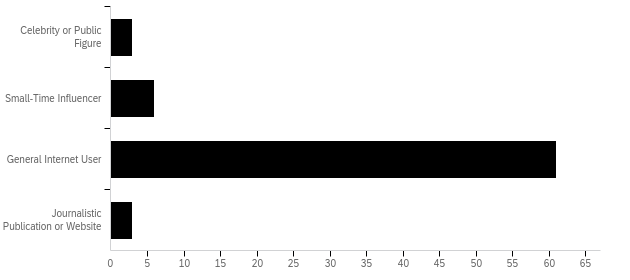 Celebrity or Public
Figure
Small-Time Influencer
General Internet User
Journalistic
Publication or Website
0 5 10 15 20 25 30 35 40 45 50 55 60 65